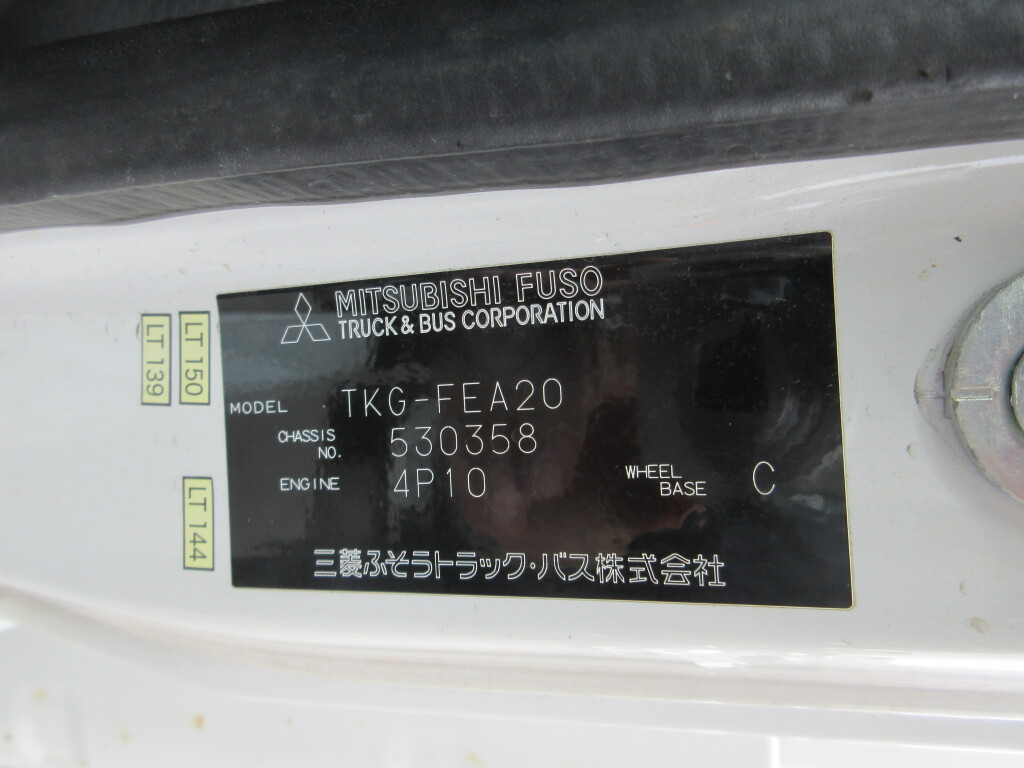 MITSUBISHI FUSO
TRUCK & BUS CORPORATION
MODEL TKG-FEA20
CHASSIS NO. 530358
ENGINE 4P10
WHEEL BASE C
三菱ふそうトラック・バス株式会社
LT 139
LT 150
LT 144